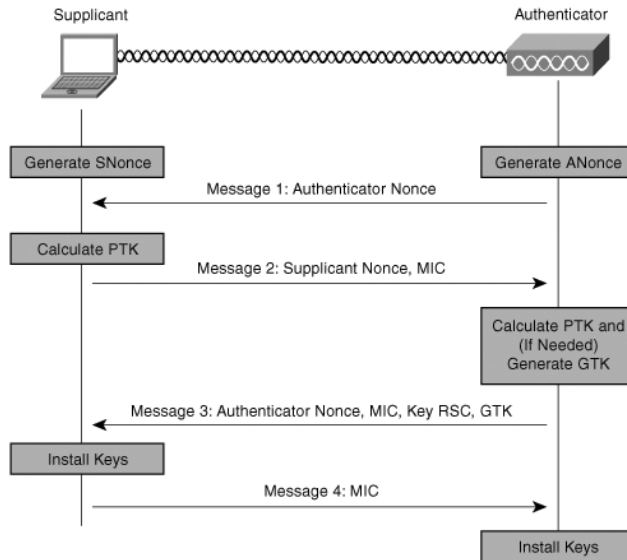 Supplicant
Authenticator
Generate SNonce
Generate ANonce
Message 1: Authenticator Nonce
Calculate PTK
Message 2: Supplicant Nonce, MIC
Calculate PTK and
(If Needed)
Generate GTK
Message 3: Authenticator Nonce, MIC, Key RSC, GTK
Install Keys
Message 4: MIC
Install Keys